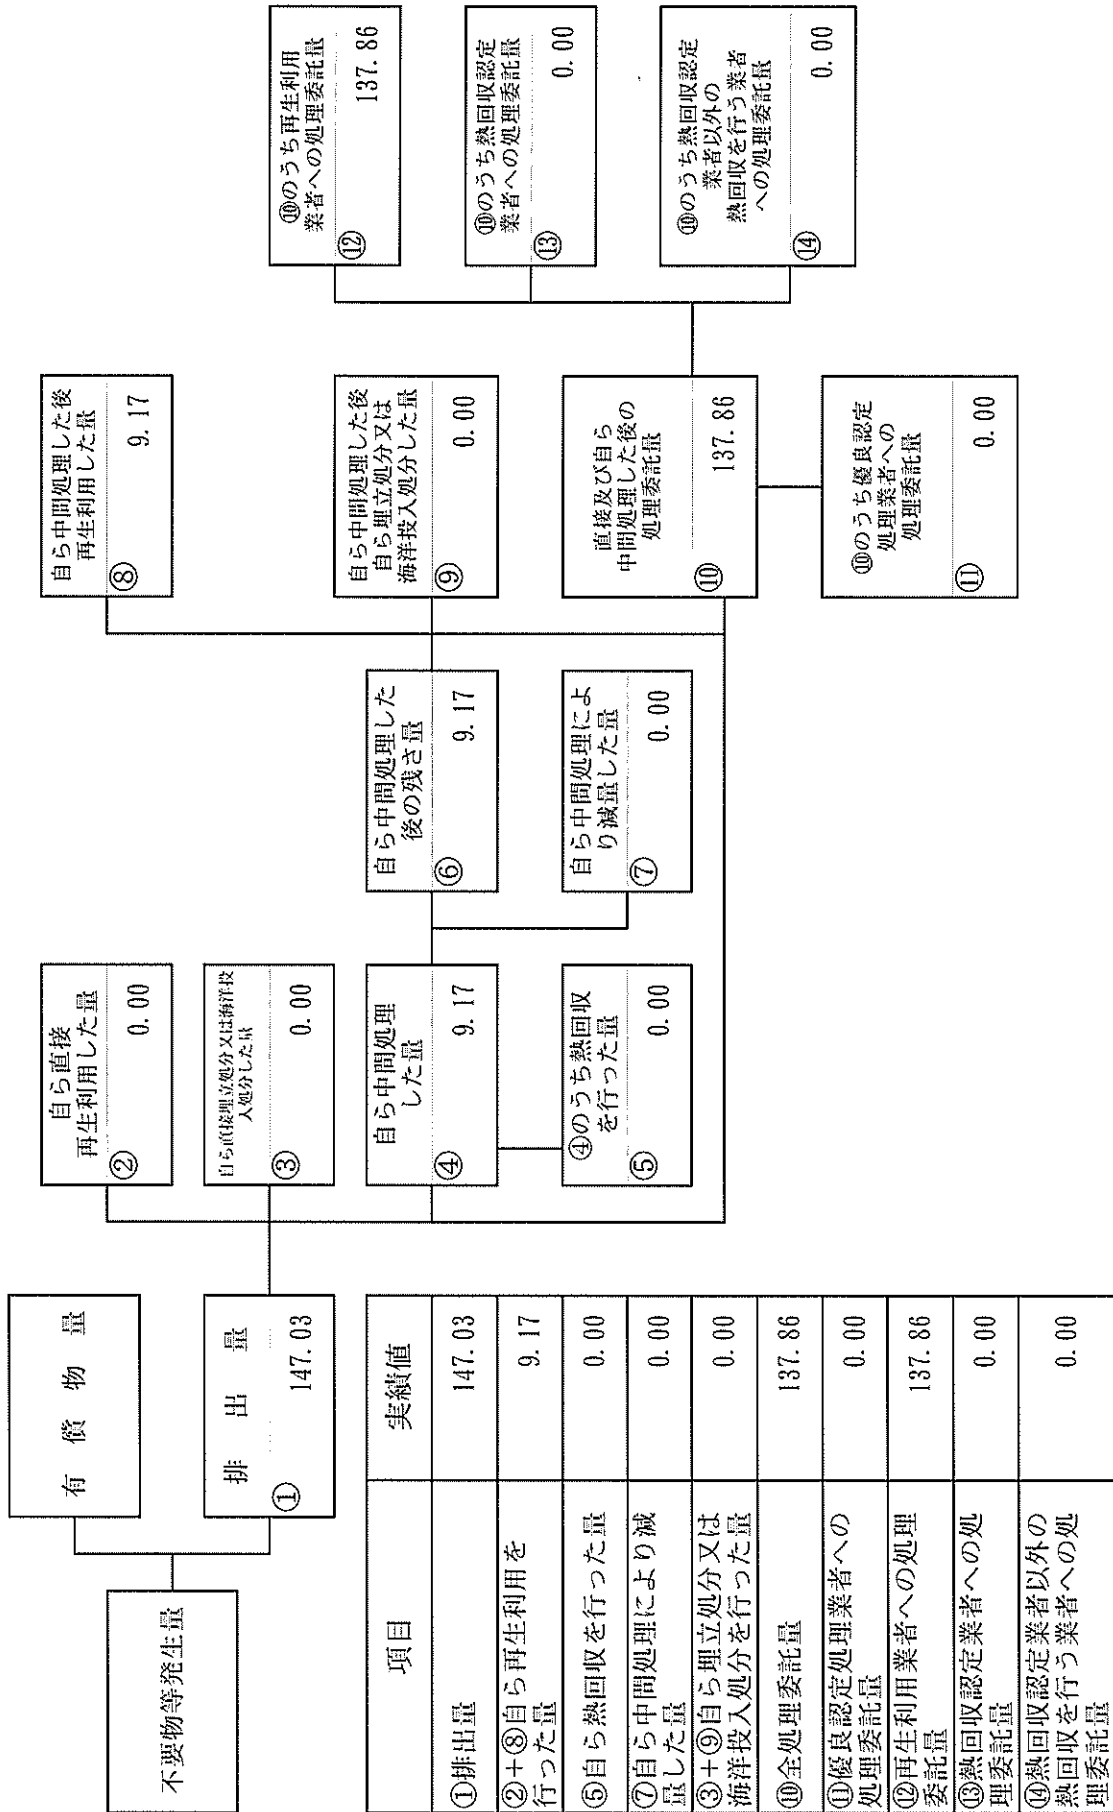 不要物等発生量
有 償 物 量
排 出 量
① 147.03
自ら直接
再生利用した量
② 0.00
自ら直接埋立処分又は海洋投
入処分した量
③ 0.00
自ら中間処理
した量
④ 9.17
④のうち熱回収
を行った量
⑤ 0.00
自ら中間処理した
後の残さ量
⑥ 9.17
自ら中間処理によ
り減量した量
⑦ 0.00
自ら中間処理した後
再生利用した量
⑧ 9.17
自ら中間処理した後
自ら埋立処分又は
海洋投入処分した量
⑨ 0.00
直接及び自ら
中間処理した後の
処理委託量
⑩ 137.86
⑩のうち優良認定
処理業者への
処理委託量
⑪ 0.00
⑩のうち再生利用
業者への処理委託量
⑫ 137.86
⑩のうち熱回収認定
業者への処理委託量
⑬ 0.00
⑩のうち熱回収認定
業者以外の
熱回収を行う業者
への処理委託量
⑭ 0.00
項目 実績値
①排出量 147.03
②+⑧自ら再生利用を
行った量 9.17
⑤自ら熱回収を行った量 0.00
⑦自ら中間処理により減
量した量 0.00
③+⑨自ら埋立処分又は
海洋投入処分を行った量 0.00
⑩全処理委託量 137.86
⑪優良認定処理業者への
処理委託量 0.00
⑫再生利用業者への処理
委託量 137.86
⑬熱回収認定業者への処
理委託量 0.00
⑭熱回収認定業者以外の
熱回収を行う業者への処
理委託量 0.00